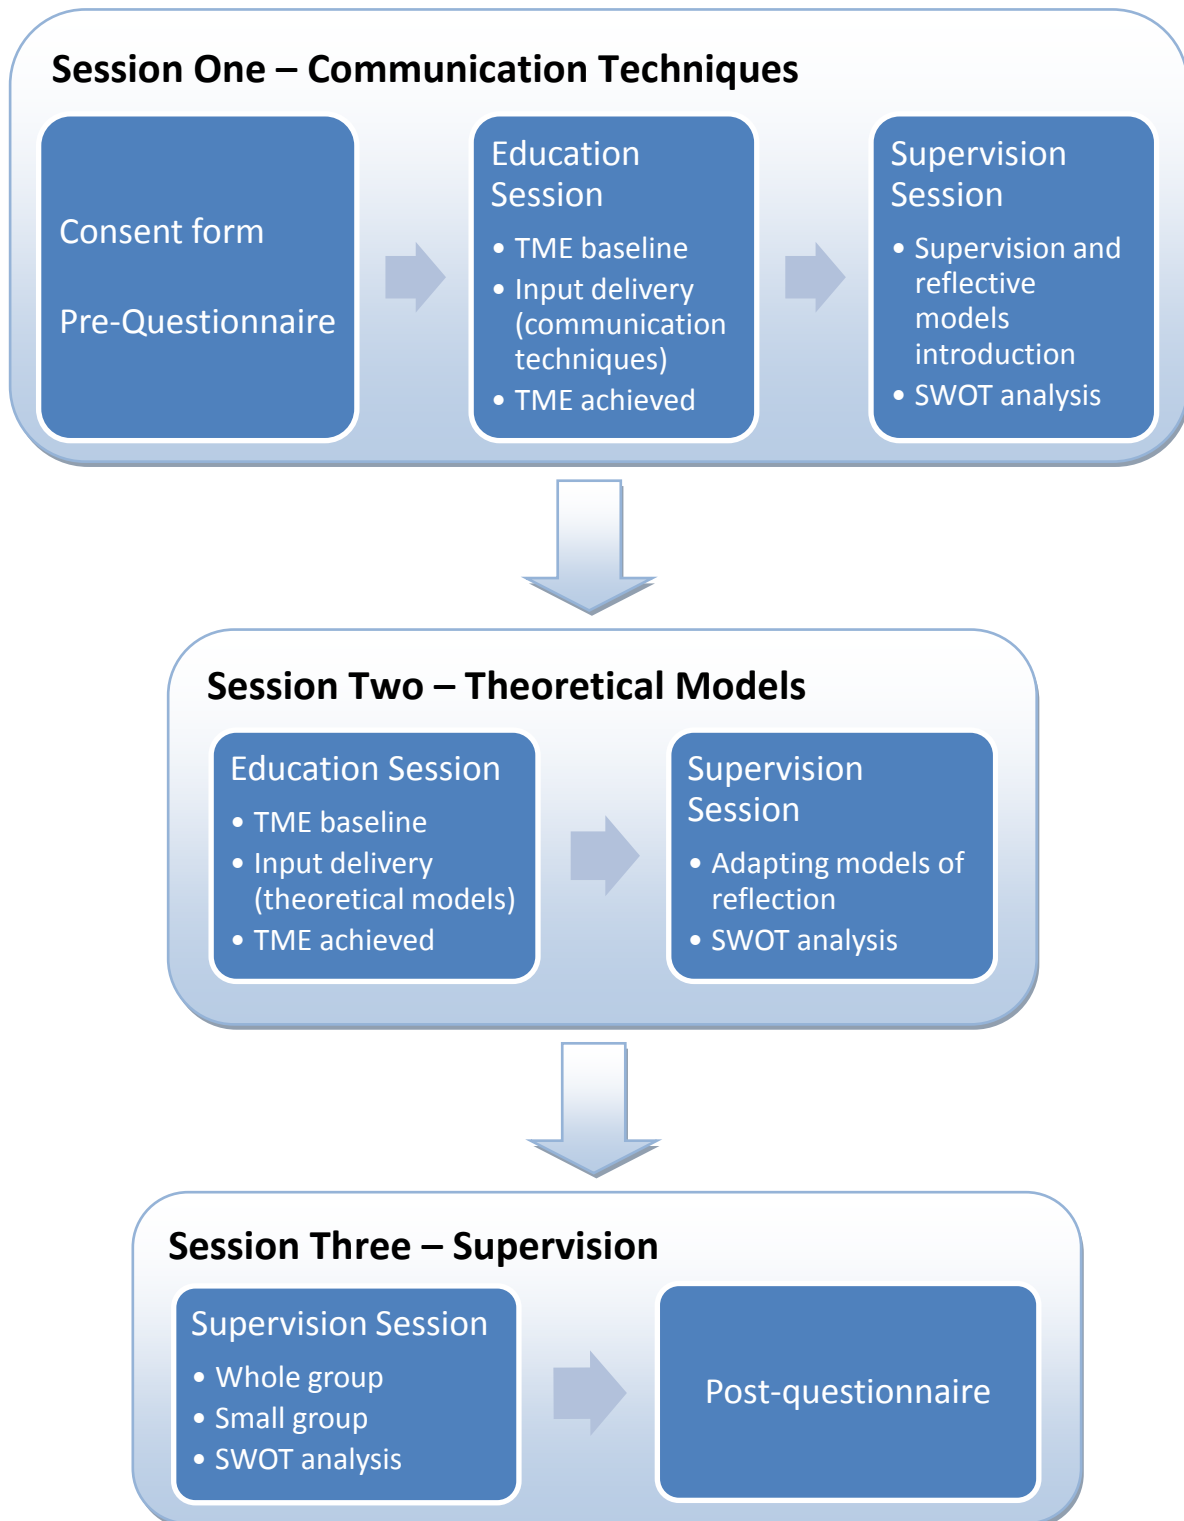 Session One – Communication Techniques
Consent form
Pre-Questionnaire
Education
Session
• TME baseline
• Input delivery
(communication
techniques)
• TME achieved
Supervision
Session
• Supervision and
reflective
models
introduction
• SWOT analysis
Session Two – Theoretical Models
Education Session
• TME baseline
• Input delivery
(theoretical models)
• TME achieved
Supervision
Session
• Adapting models of
reflection
• SWOT analysis
Session Three – Supervision
Supervision Session
• Whole group
• Small group
• SWOT analysis
Post-questionnaire